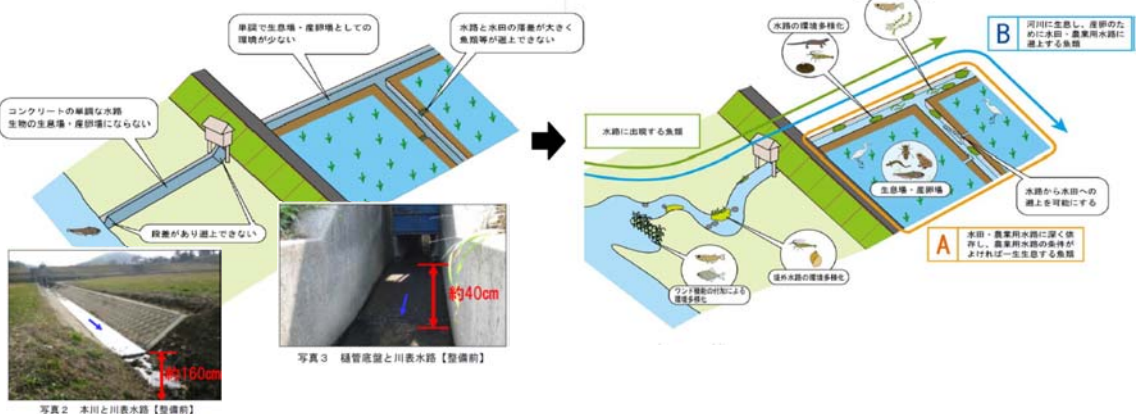 単調で生息場・産卵場としての
環境が少ない
水路と水田の落差が大きく
魚類等が遡上できない
コンクリートの単調な水路
生物の生息場・産卵場にならない
段差があり遡上できない
約40cm
写真3 樋管底盤と川表水路【整備前】
約160cm
写真2 本川と川表水路【整備前】
水路の環境多様化
B
河川に生息し、産卵のた
めに水田・農業用水路に
遡上する魚類
水路に出現する魚類
生息場・産卵場
水路から水田への
遡上を可能にする
A
水田・農業用水路に深く依
存し、農業用水路の条件が
よければ一生生息する魚類
堤外水路の環境多様化
ワンド機能の付加による
環境多様化